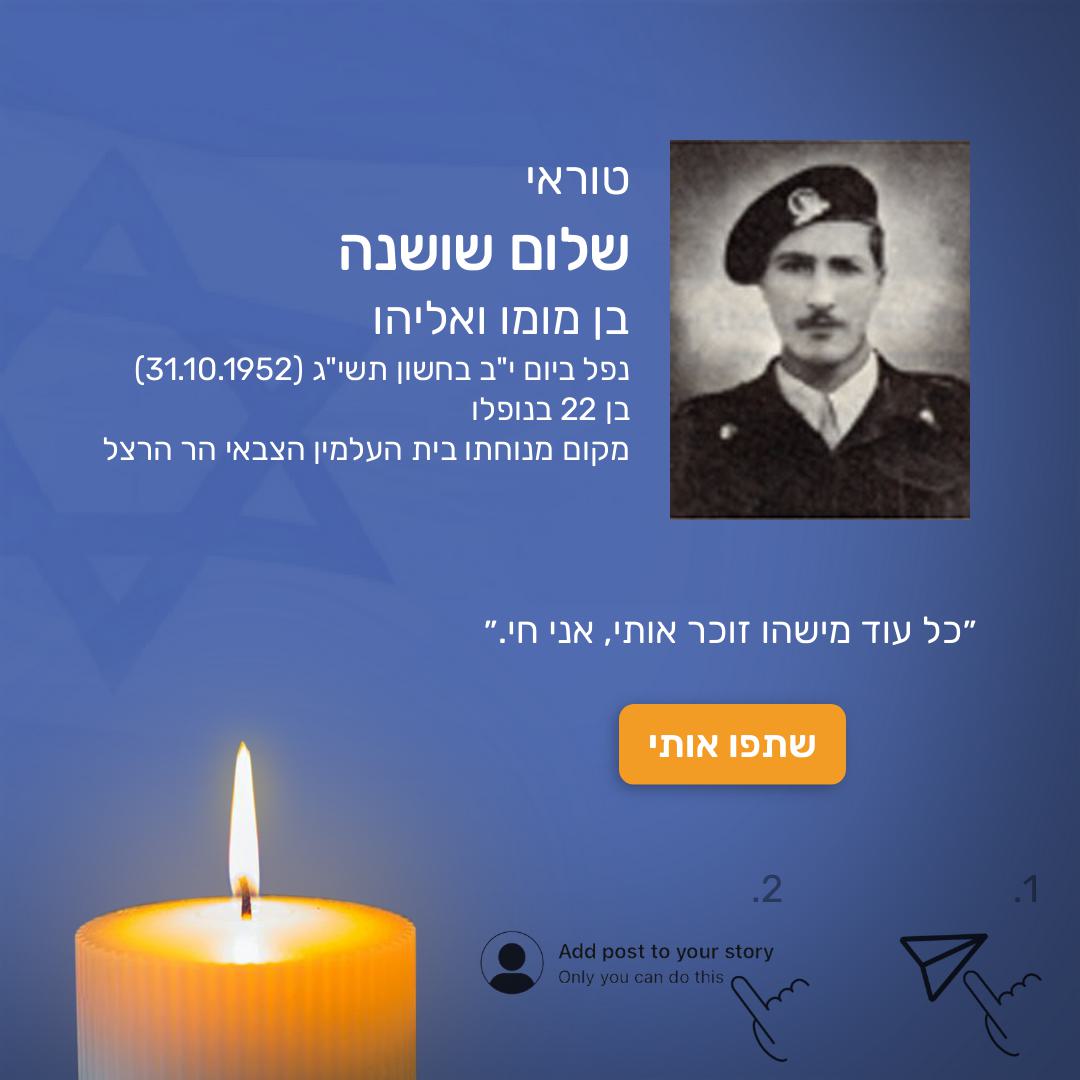 טוראי
שלום שושנה
בן מומו ואליהו
נפל ביום י"ב בחשוון תשי"ג (31.10.1952)
בן 22 בנופלו
מקום מנוחתו בית העלמין הצבאי הר הרצל
״כל עוד מישהו זוכר אותי, אני חי.״
שתפו אותי
1.
2.
Add post to your story
Only you can do this